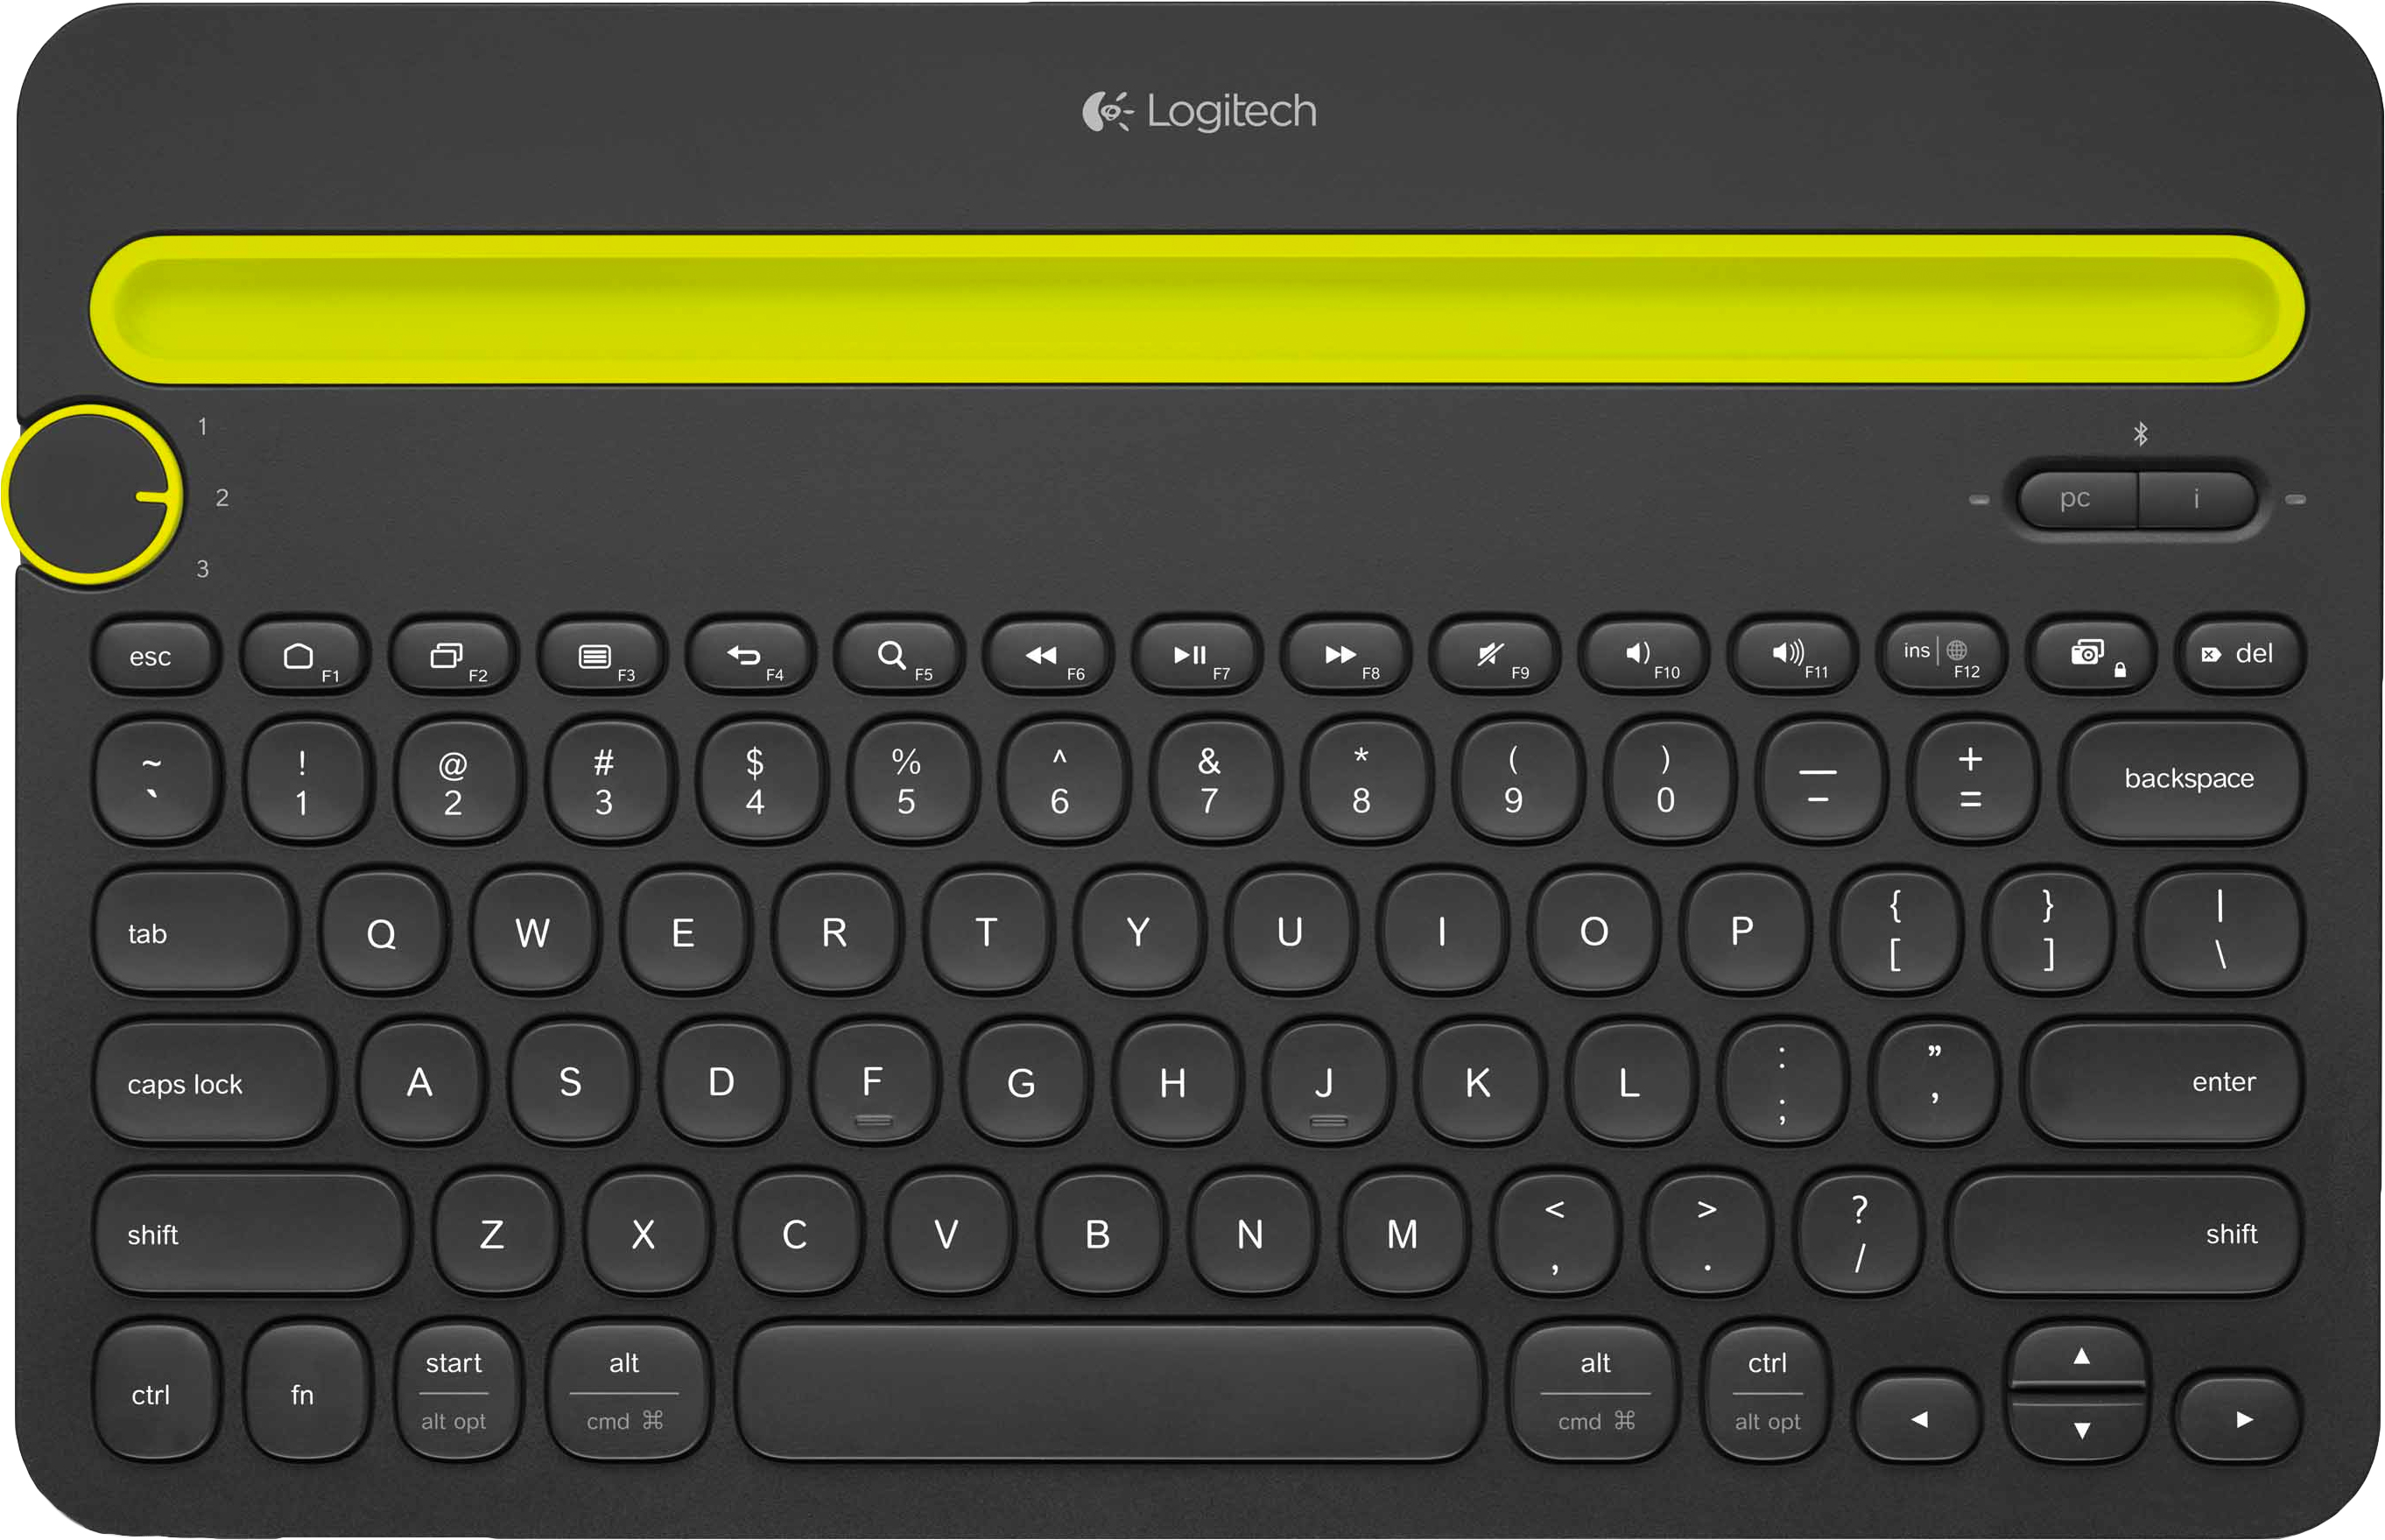 Logitech
1
2
3
pc i
esc F1 F2 F3 F4 F5 F6 F7 F8 F9 F10 F11 ins F12 del
~ ! @ # $ % ^ & * ( ) — +
` 1 2 3 4 5 6 7 8 9 0 - = backspace
tab Q W E R T Y U I O P { [ } ] | \
caps lock A S D F G H J K L : ; ” , enter
shift Z X C V B N M < , > . ? / shift
ctrl fn start alt alt ctrl
alt opt cmd ⌘ cmd ⌘ alt opt